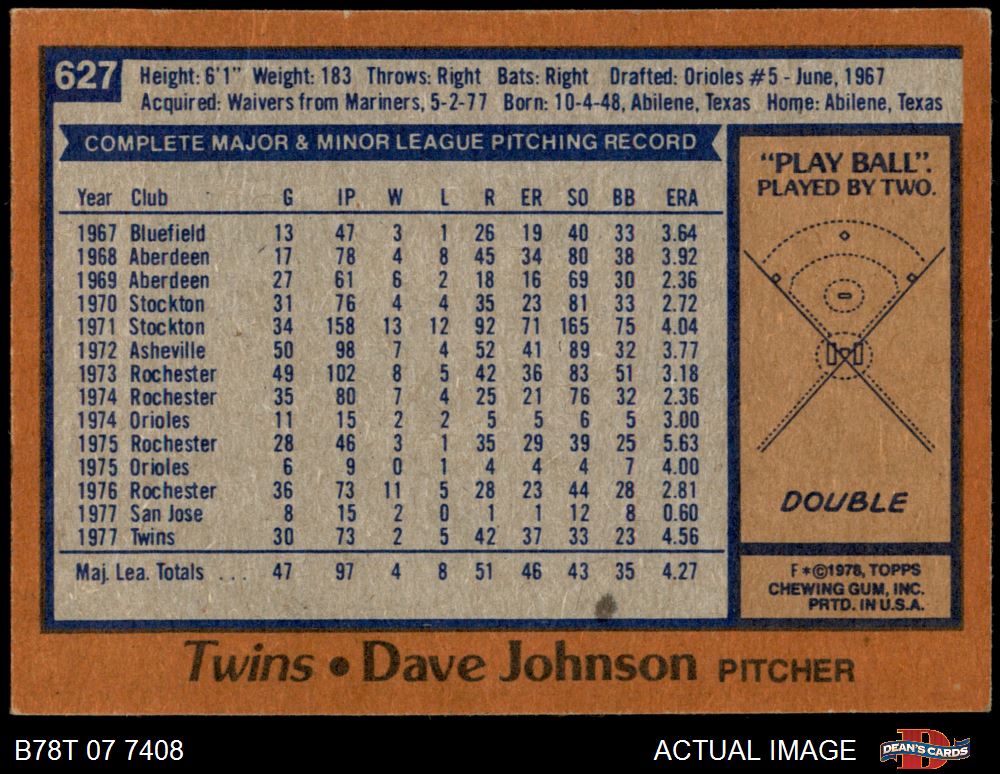 627
Height: 6'1" Weight: 183 Throws: Right Bats: Right Drafted: Orioles #5 - June, 1967
Acquired: Waivers from Mariners, 5-2-77 Born: 10-4-48, Abilene, Texas Home: Abilene, Texas
COMPLETE MAJOR & MINOR LEAGUE PITCHING RECORD
Year Club G IP W L R ER SO BB ERA
1967 Bluefield 13 47 3 1 26 19 40 33 3.64
1968 Aberdeen 17 78 4 8 45 34 80 38 3.92
1969 Aberdeen 27 61 6 2 18 16 69 30 2.36
1970 Stockton 31 76 4 4 35 23 81 33 2.72
1971 Stockton 34 158 13 12 92 71 165 75 4.04
1972 Asheville 50 98 7 4 52 41 89 32 3.77
1973 Rochester 49 102 8 5 42 36 83 51 3.18
1974 Rochester 35 80 7 4 25 21 76 32 2.36
1974 Orioles 11 15 2 2 5 5 6 5 3.00
1975 Rochester 28 46 3 1 35 29 39 25 5.63
1975 Orioles 6 9 0 1 4 4 4 7 4.00
1976 Rochester 36 73 11 5 28 23 44 28 2.81
1977 San Jose 8 15 2 0 1 1 12 8 0.60
1977 Twins 30 73 2 5 42 37 33 23 4.56
Maj. Lea. Totals ... 47 97 4 8 51 46 43 35 4.27
"PLAY BALL".
PLAYED BY TWO.
DOUBLE
F*©1978, TOPPS
CHEWING GUM, INC.
PRTD. IN U.S.A.
Twins • Dave Johnson PITCHER
B78T 07 7408
ACTUAL IMAGE
DEAN'S CARDS